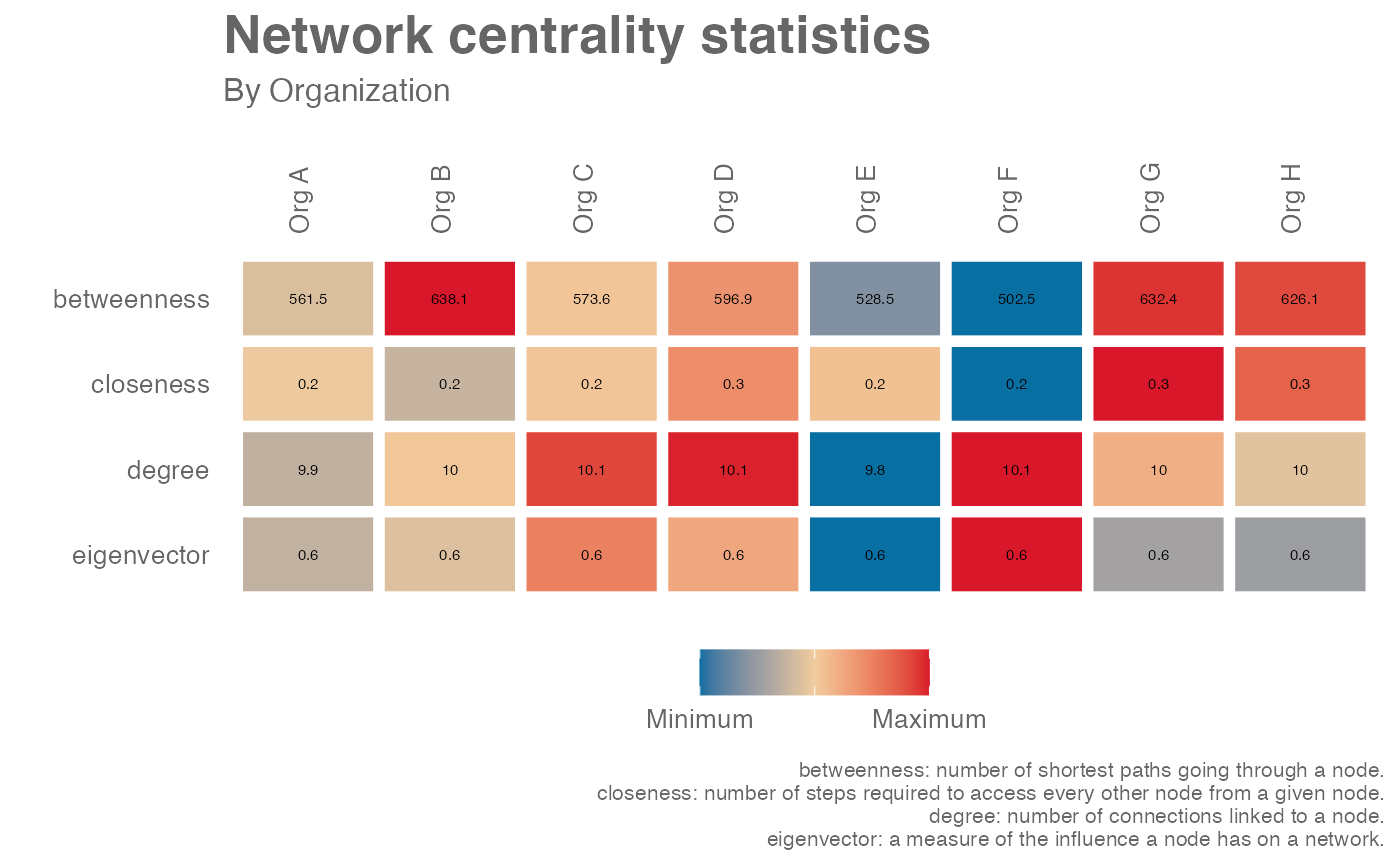 Network centrality statistics
By Organization
Org A Org B Org C Org D Org E Org F Org G Org H
betweenness 561.5 638.1 573.6 596.9 528.5 502.5 632.4 626.1
closeness 0.2 0.2 0.2 0.3 0.2 0.2 0.3 0.3
degree 9.9 10 10.1 10.1 9.8 10.1 10 10
eigenvector 0.6 0.6 0.6 0.6 0.6 0.6 0.6 0.6
Minimum Maximum
betweenness: number of shortest paths going through a node.
closeness: number of steps required to access every other node from a given node.
degree: number of connections linked to a node.
eigenvector: a measure of the influence a node has on a network.